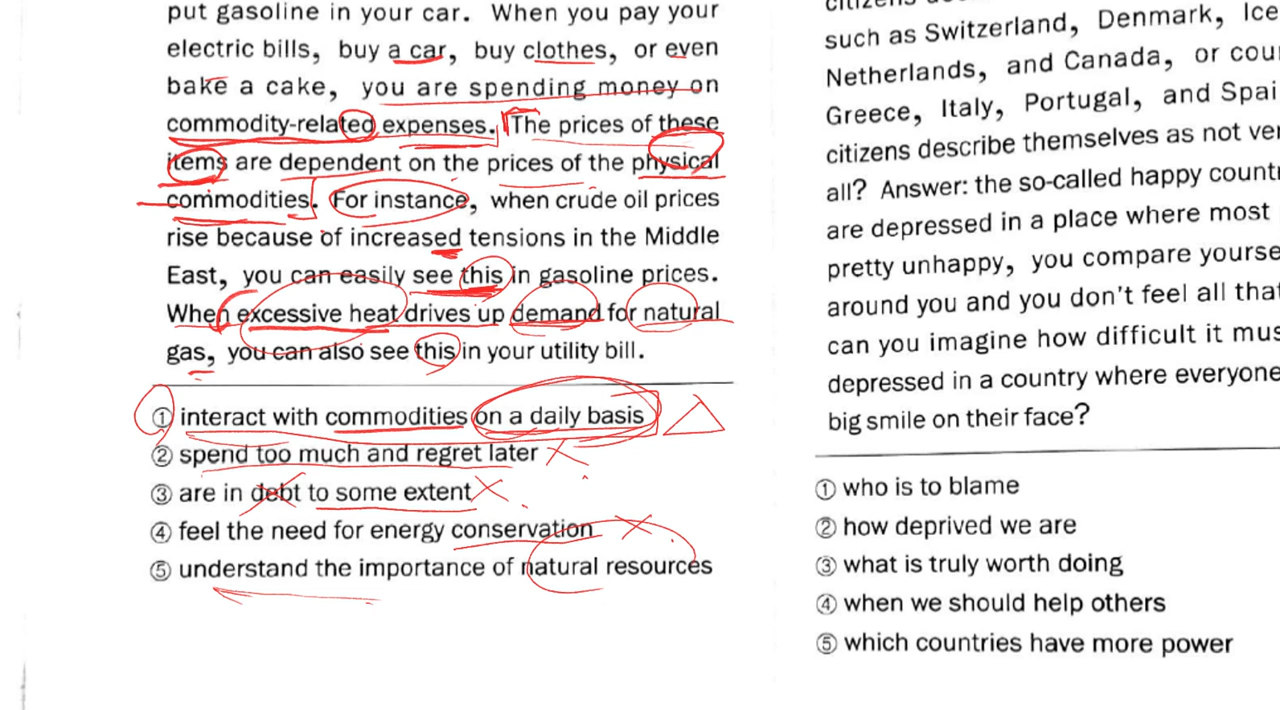 put gasoline in your car. When you pay your
electric bills, buy a car, buy clothes, or even
bake a cake, you are spending money on
commodity-related expenses. The prices of these
items are dependent on the prices of the physical
commodities. For instance, when crude oil prices
rise because of increased tensions in the Middle
East, you can easily see this in gasoline prices.
When excessive heat drives up demand for natural
gas, you can also see this in your utility bill.
① interact with commodities on a daily basis
② spend too much and regret later
③ are in debt to some extent
④ feel the need for energy conservation
⑤ understand the importance of natural resources
such as Switzerland, Denmark, Ice
Netherlands, and Canada, or cou
Greece, Italy, Portugal, and Spai
citizens describe themselves as not ve
all? Answer: the so-called happy count
are depressed in a place where most
pretty unhappy, you compare yourse
around you and you don't feel all tha
can you imagine how difficult it mus
depressed in a country where everyone
big smile on their face?
① who is to blame
② how deprived we are
③ what is truly worth doing
④ when we should help others
⑤ which countries have more power